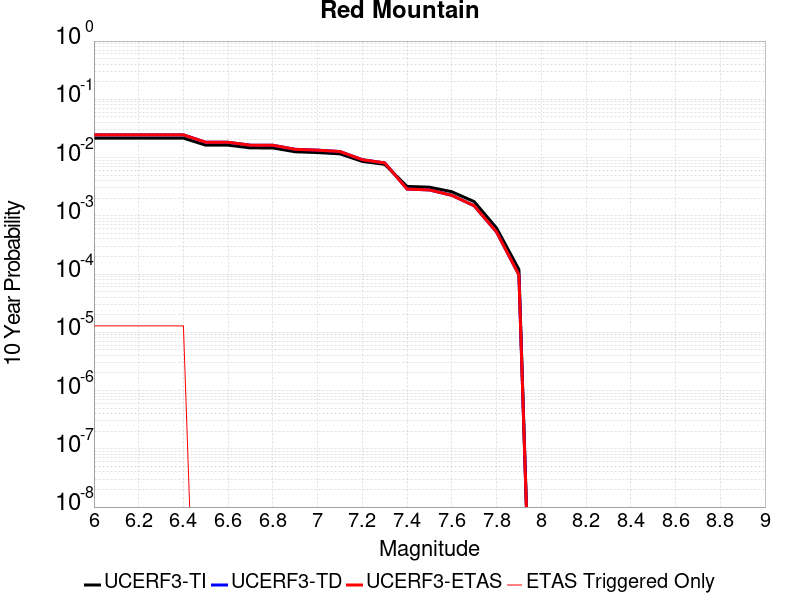 Red Mountain
10^0
10^-1
10^-2
10^-3
10^-4
10^-5
10^-6
10^-7
10^-8
10 Year Probability
6 6.2 6.4 6.6 6.8 7 7.2 7.4 7.6 7.8 8 8.2 8.4 8.6 8.8 9
Magnitude
UCERF3-TI UCERF3-TD UCERF3-ETAS ETAS Triggered Only